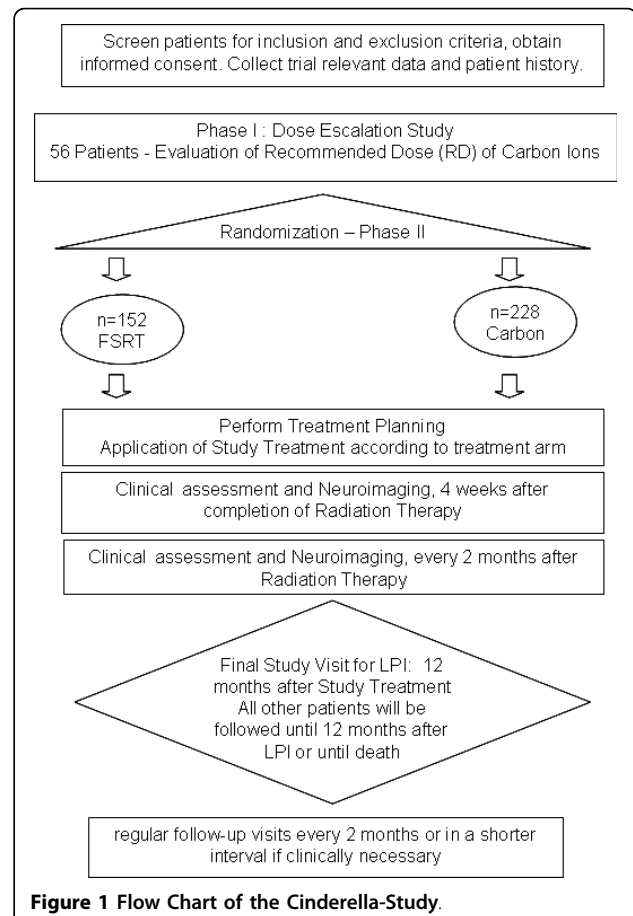 Screen patients for inclusion and exclusion criteria, obtain
informed consent. Collect trial relevant data and patient history.
Phase I : Dose Escalation Study
56 Patients - Evaluation of Recommended Dose (RD) of Carbon Ions
Randomization – Phase II
n=152
FSRT
n=228
Carbon
Perform Treatment Planning
Application of Study Treatment according to treatment arm
Clinical assessment and Neuroimaging, 4 weeks after
completion of Radiation Therapy
Clinical assessment and Neuroimaging, every 2 months after
Radiation Therapy
Final Study Visit for LPI: 12
months after Study Treatment
All other patients will be
followed until 12 months after
LPI or until death
regular follow-up visits every 2 months or in a shorter
interval if clinically necessary
Figure 1 Flow Chart of the Cinderella-Study.